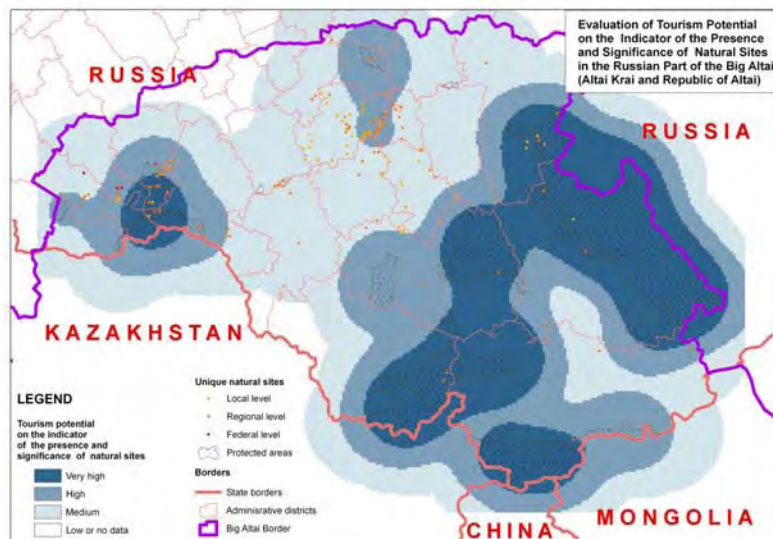 Evaluation of Tourism Potential
on the Indicator of the Presence
and Significance of Natural Sites
in the Russian Part of the Big Altai
(Altai Krai and Republic of Altai)
RUSSIA
RUSSIA
KAZAKHSTAN
LEGEND
Tourism potential
on the indicator
of the presence and
significance of natural sites
Very high
High
Medium
Low or no data
Unique natural sites
Local level
Regional level
Federal level
Protected areas
Borders
State borders
Adminisrative districts
Big Altai Border
CHINA
MONGOLIA